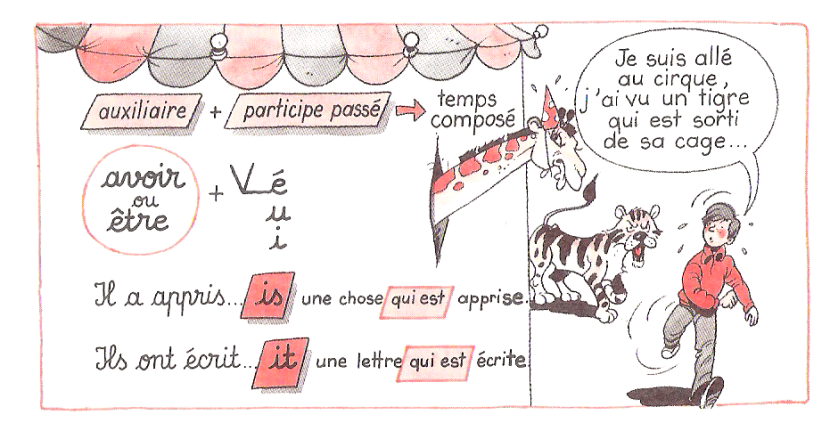 auxiliaire + participe passé → temps composé
avoir ou être + V é
u
i
Il a appris... is une chose qui est apprise.
Ils ont écrit... it une lettre qui est écrite.
Je suis allé
au cirque,
j'ai vu un tigre
qui est sorti
de sa cage...